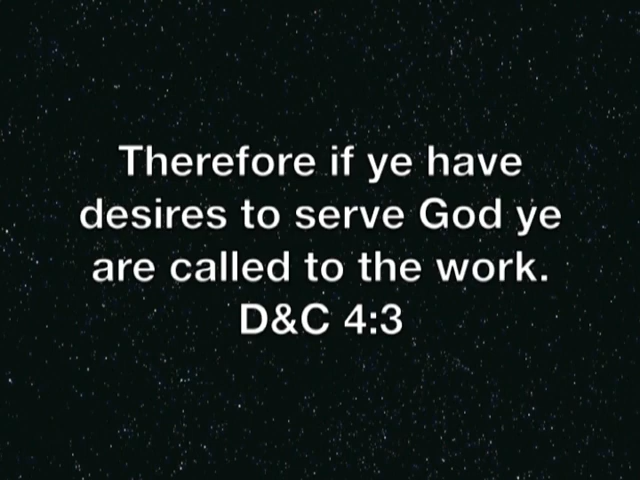 Therefore if ye have
desires to serve God ye
are called to the work.
D&C 4:3